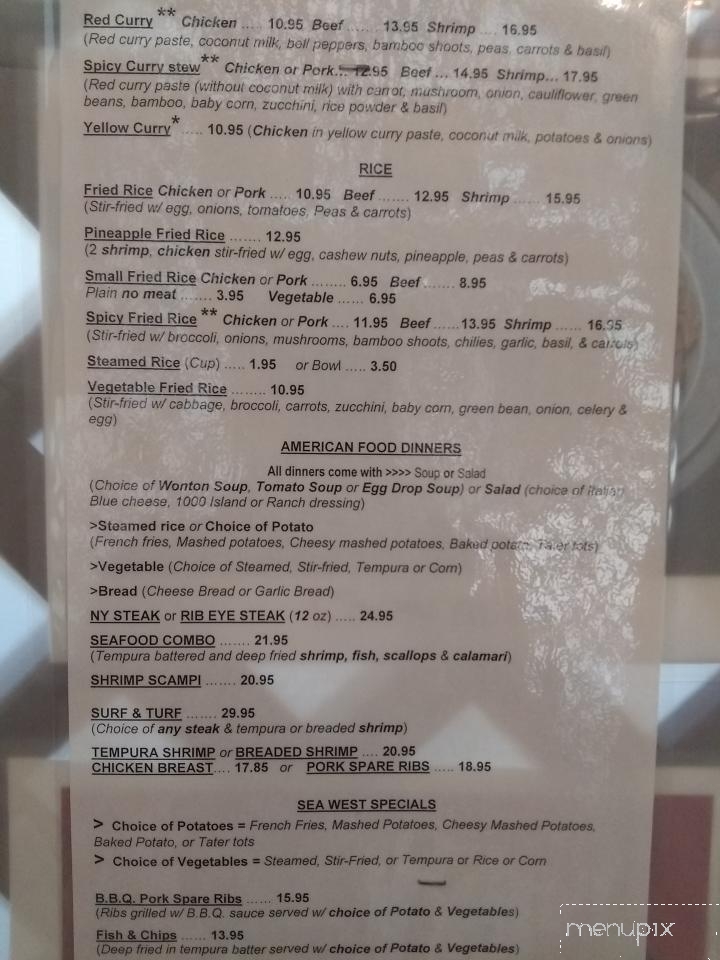 Red Curry ** Chicken .... 10.95 Beef ...... 13.95 Shrimp .... 16.95
(Red curry paste, coconut milk, bell peppers, bamboo shoots, peas, carrots & basil)
Spicy Curry stew** Chicken or Pork... 12.95 Beef ... 14.95 Shrimp... 17.95
(Red curry paste (without coconut milk) with carrot, mushroom, onion, cauliflower, green
beans, bamboo, baby corn, zucchini, rice powder & basil)
Yellow Curry* ..... 10.95 (Chicken in yellow curry paste, coconut milk, potatoes & onions)
RICE
Fried Rice Chicken or Pork ..... 10.95 Beef ....... 12.95 Shrimp ...... 15.95
(Stir-fried w/ egg, onions, tomatoes, Peas & carrots)
Pineapple Fried Rice ....... 12.95
(2 shrimp, chicken stir-fried w/ egg, cashew nuts, pineapple, peas & carrots)
Small Fried Rice Chicken or Pork ........ 6.95 Beef ....... 8.95
Plain no meat ....... 3.95 Vegetable ...... 6.95
Spicy Fried Rice ** Chicken or Pork .... 11.95 Beef ......13.95 Shrimp ...... 16.95
(Stir-fried w/ broccoli, onions, mushrooms, bamboo shoots, chilies, garlic, basil, & carrots)
Steamed Rice (Cup) ..... 1.95 or Bowl ..... 3.50
Vegetable Fried Rice ........ 10.95
(Stir-fried w/ cabbage, broccoli, carrots, zucchini, baby corn, green bean, onion, celery &
egg)
AMERICAN FOOD DINNERS
All dinners come with >>>> Soup or Salad
(Choice of Wonton Soup, Tomato Soup or Egg Drop Soup) or Salad (choice of Italian
Blue cheese, 1000 Island or Ranch dressing)
>Steamed rice or Choice of Potato
(French fries, Mashed potatoes, Cheesy mashed potatoes, Baked potato, Tater tots)
>Vegetable (Choice of Steamed, Stir-fried, Tempura or Corn)
>Bread (Cheese Bread or Garlic Bread)
NY STEAK or RIB EYE STEAK (12 oz) ..... 24.95
SEAFOOD COMBO ....... 21.95
(Tempura battered and deep fried shrimp, fish, scallops & calamari)
SHRIMP SCAMPI ....... 20.95
SURF & TURF ....... 29.95
(Choice of any steak & tempura or breaded shrimp)
TEMPURA SHRIMP or BREADED SHRIMP .... 20.95
CHICKEN BREAST.... 17.85 or PORK SPARE RIBS ..... 18.95
SEA WEST SPECIALS
> Choice of Potatoes = French Fries, Mashed Potatoes, Cheesy Mashed Potatoes,
Baked Potato, or Tater tots
> Choice of Vegetables = Steamed, Stir-Fried, or Tempura or Rice or Corn
B.B.Q. Pork Spare Ribs ...... 15.95
(Ribs grilled w/ B.B.Q. sauce served w/ choice of Potato & Vegetables)
Fish & Chips ...... 13.95
(Deep fried in tempura batter served w/ choice of Potato & Vegetables)
menupix